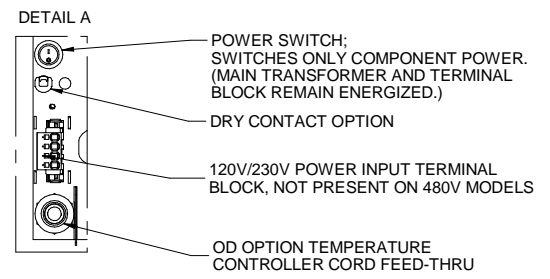 DETAIL A
POWER SWITCH;
SWITCHES ONLY COMPONENT POWER.
(MAIN TRANSFORMER AND TERMINAL
BLOCK REMAIN ENERGIZED.)
DRY CONTACT OPTION
120V/230V POWER INPUT TERMINAL
BLOCK, NOT PRESENT ON 480V MODELS
OD OPTION TEMPERATURE
CONTROLLER CORD FEED-THRU